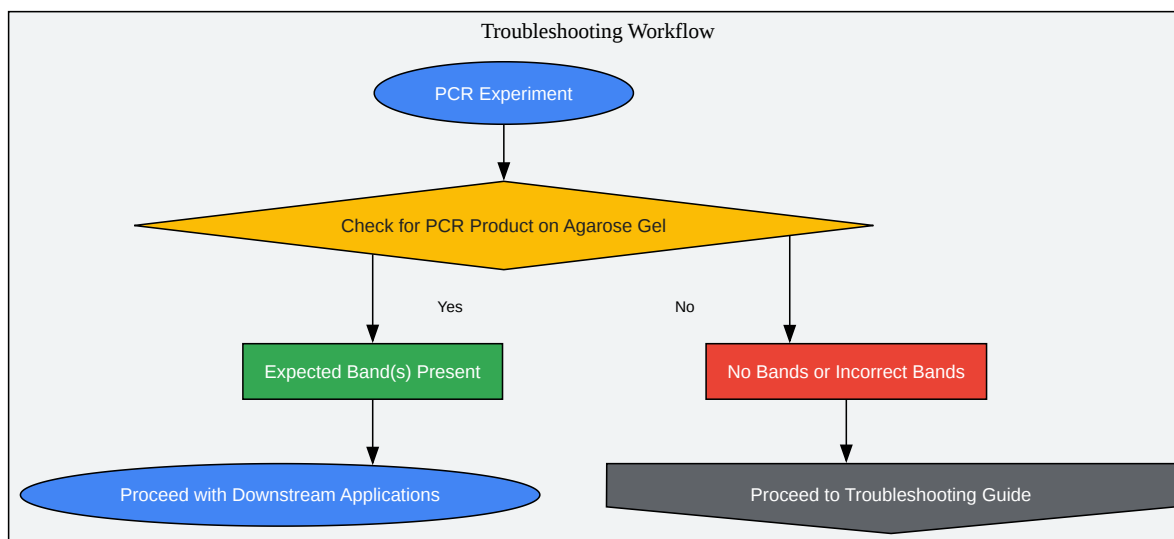 Troubleshooting Workflow
PCR Experiment
Check for PCR Product on Agarose Gel
Yes
No
Expected Band(s) Present
No Bands or Incorrect Bands
Proceed with Downstream Applications
Proceed to Troubleshooting Guide